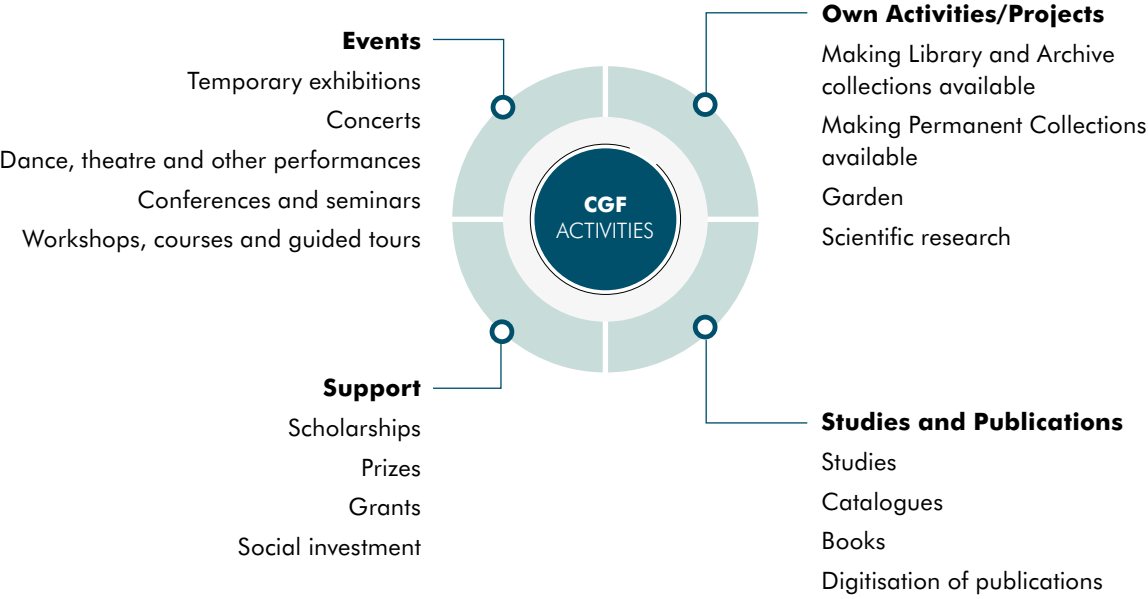 Events
Temporary exhibitions
Concerts
Dance, theatre and other performances
Conferences and seminars
Workshops, courses and guided tours
Own Activities/Projects
Making Library and Archive
collections available
Making Permanent Collections
available
Garden
Scientific research
CGF
ACTIVITIES
Support
Scholarships
Prizes
Grants
Social investment
Studies and Publications
Studies
Catalogues
Books
Digitisation of publications